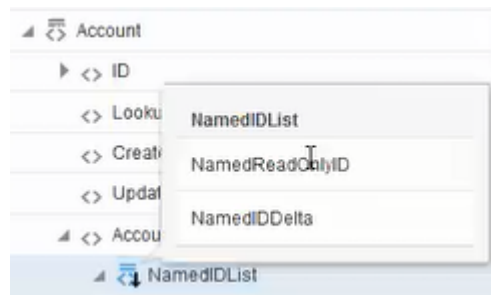 Account
ID
Looku
NamedIDList
Creat
NamedReadOnlyID
Updat
NamedIDDelta
Accou
NamedIDList